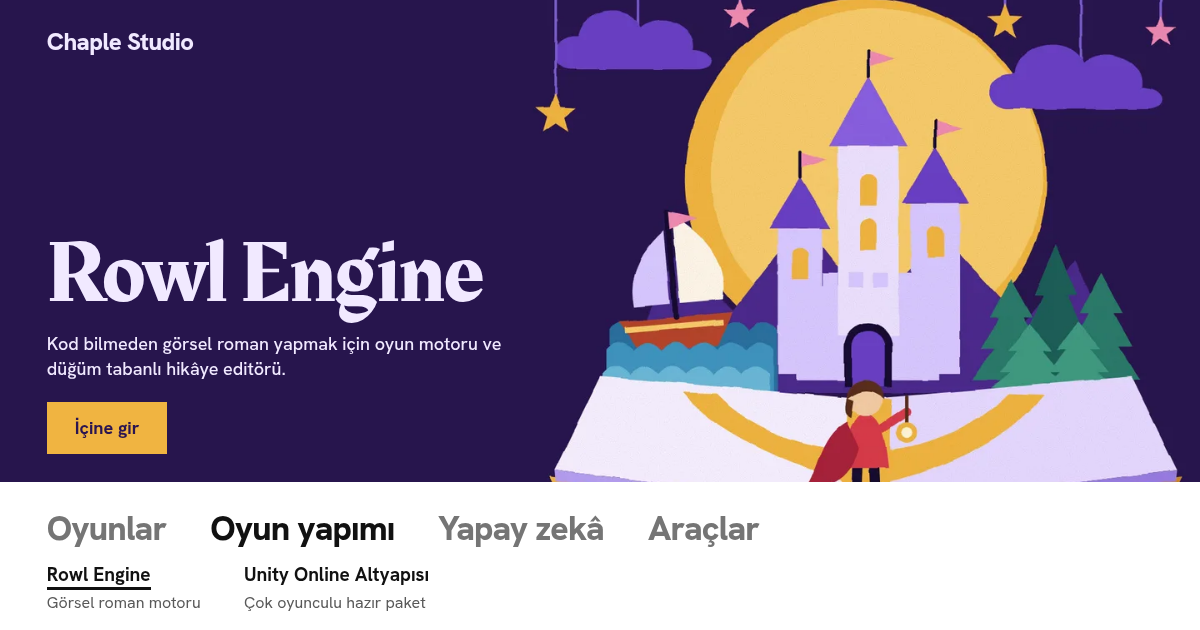 Chaple Studio
Rowl Engine
Kod bilmeden görsel roman yapmak için oyun motoru ve
düğüm tabanlı hikâye editörü.
İçine gir
Oyunlar Oyun yapımı Yapay zekâ Araçlar
Rowl Engine Unity Online Altyapısı
Görsel roman motoru Çok oyunculu hazır paket